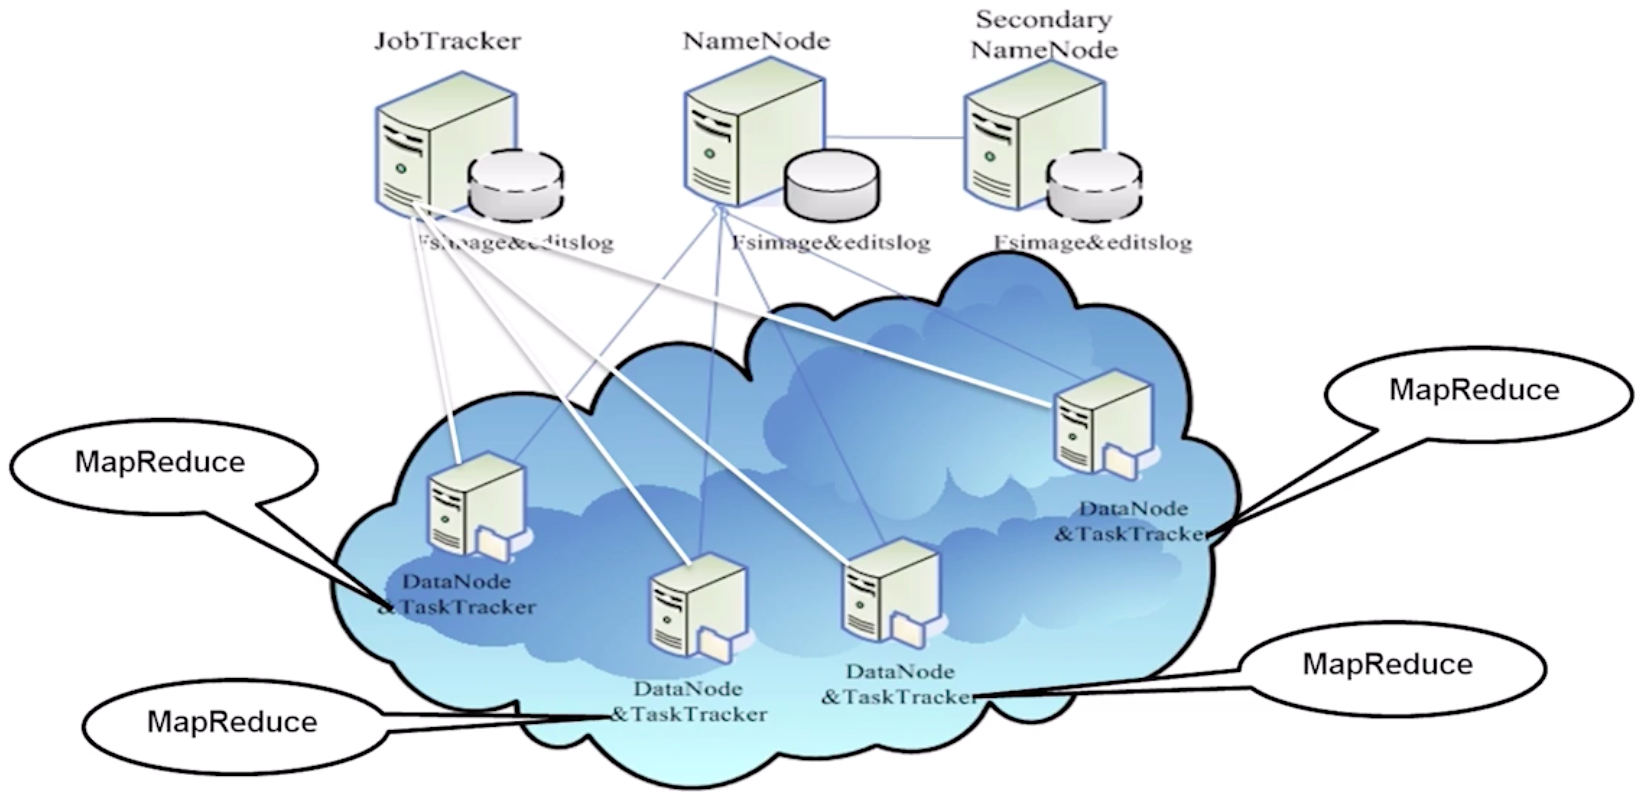 JobTracker
NameNode
Secondary
NameNode
Fsimage&editslog
Fsimage&editslog
Fsimage&editslog
MapReduce
MapReduce
DataNode
&TaskTracker
DataNode
&TaskTracker
DataNode
&TaskTracker
DataNode
&TaskTracker
MapReduce
MapReduce